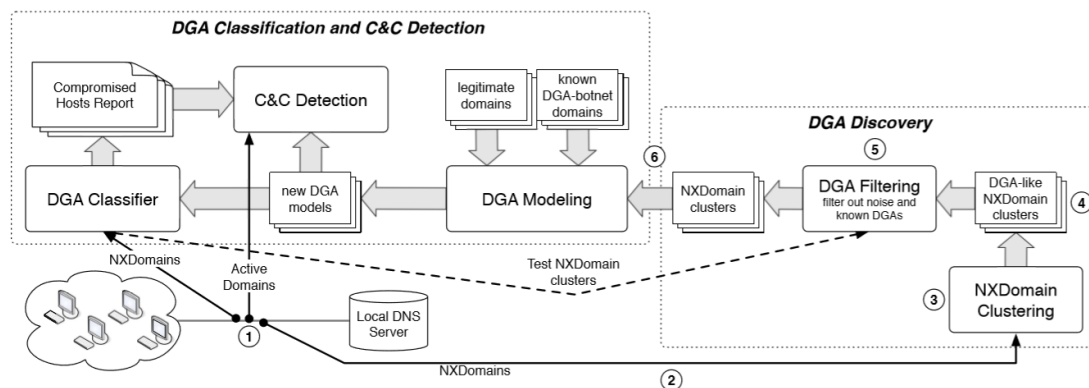 DGA Classification and C&C Detection
Compromised
Hosts Report
C&C Detection
legitimate
domains
known
DGA-botnet
domains
DGA Classifier
new DGA
models
DGA Modeling
DGA Discovery
6
5
NXDomain
clusters
DGA Filtering
filter out noise and
known DGAs
DGA-like
NXDomain
clusters
4
NXDomains
Active
Domains
Test NXDomain
clusters
3
NXDomain
Clustering
1
Local DNS
Server
NXDomains
2